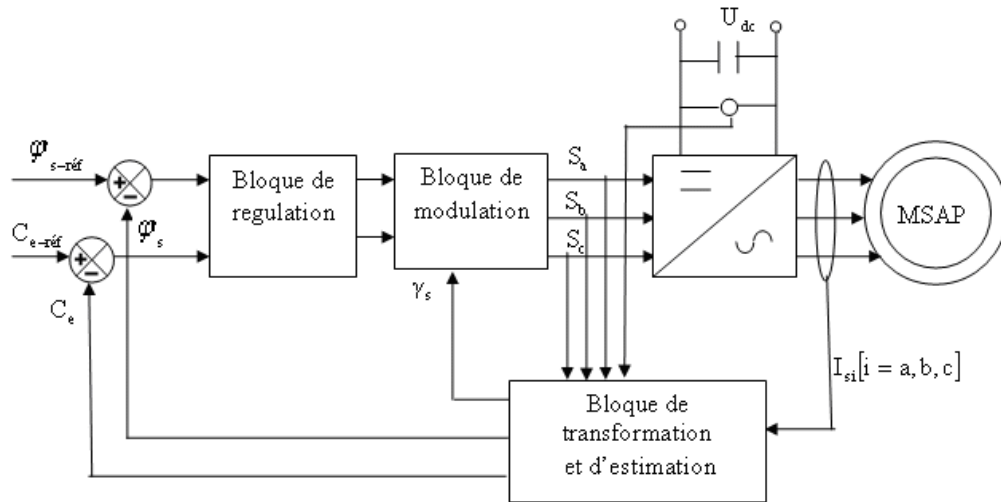 U_dc
φ_s-réf
S_a
Bloque de
regulation
Bloque de
modulation
S_b
MSAP
C_e-réf
φ_s
S_c
C_e
γ_s
I_si[i = a, b, c]
Bloque de
transformation
et d'estimation